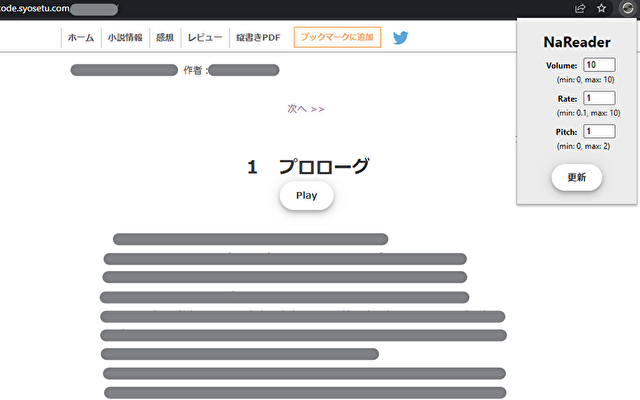 code.syosetu.com
ホーム 小説情報 感想 レビュー 縦書きPDF ブックマークに追加
作者 :
次へ >>
1 プロローグ
Play
NaReader
Volume: 10
(min: 0, max: 10)
Rate: 1
(min: 0.1, max: 10)
Pitch: 1
(min: 0, max: 2)
更新